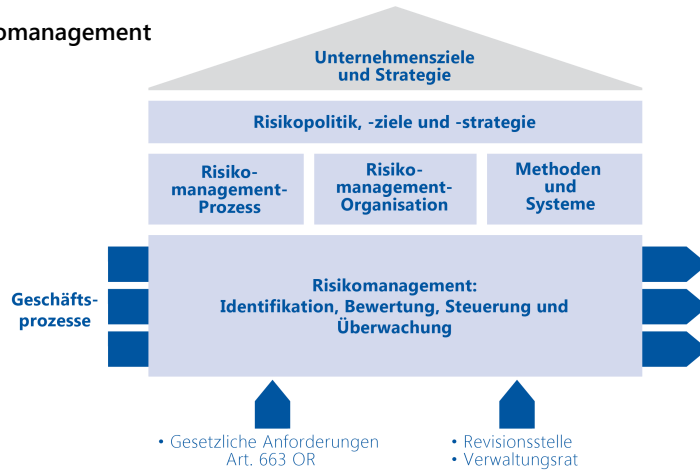 omanagement
Unternehmensziele
und Strategie
Risikopolitik, -ziele und -strategie
Risiko-
management-
Prozess
Risiko-
management-
Organisation
Methoden
und
Systeme
Geschäfts-
prozesse
Risikomanagement:
Identifikation, Bewertung, Steuerung und
Überwachung
• Gesetzliche Anforderungen
Art. 663 OR
• Revisionsstelle
• Verwaltungsrat